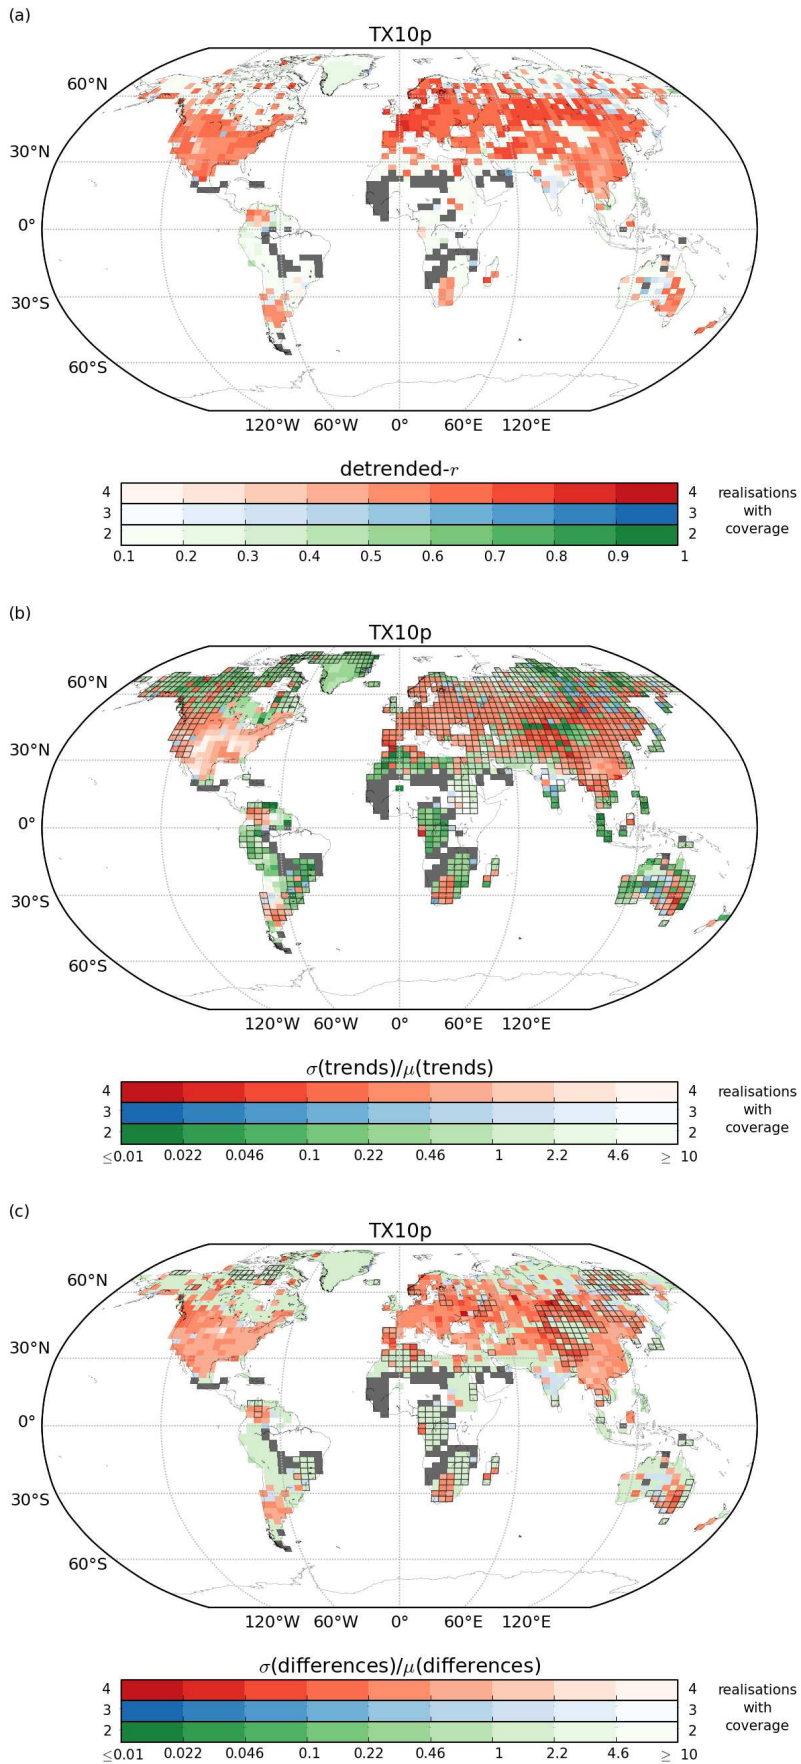 (a)
TX10p
60°N
30°N
0°
30°S
60°S
120°W 60°W 0° 60°E 120°E
detrended-r
4 4 realisations
3 3 with
2 2 coverage
0.1 0.2 0.3 0.4 0.5 0.6 0.7 0.8 0.9 1
(b)
TX10p
60°N
30°N
0°
30°S
60°S
120°W 60°W 0° 60°E 120°E
σ(trends)/μ(trends)
4 4 realisations
3 3 with
2 2 coverage
≤0.01 0.022 0.046 0.1 0.22 0.46 1 2.2 4.6 ≥ 10
(c)
TX10p
60°N
30°N
0°
30°S
60°S
120°W 60°W 0° 60°E 120°E
σ(differences)/μ(differences)
4 4 realisations
3 3 with
2 2 coverage
≤0.01 0.022 0.046 0.1 0.22 0.46 1 2.2 4.6 ≥ 10